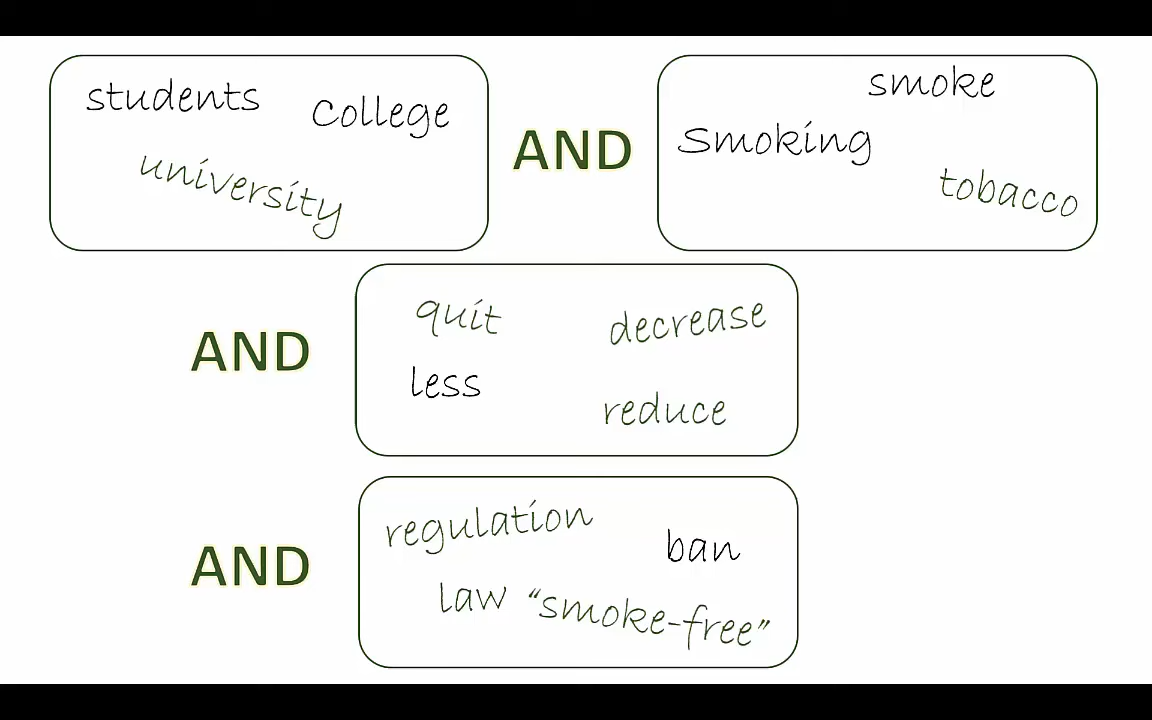 students College
university
AND
smoke
Smoking
tobacco
AND
quit decrease
less
reduce
AND
regulation
ban
law "smoke-free"